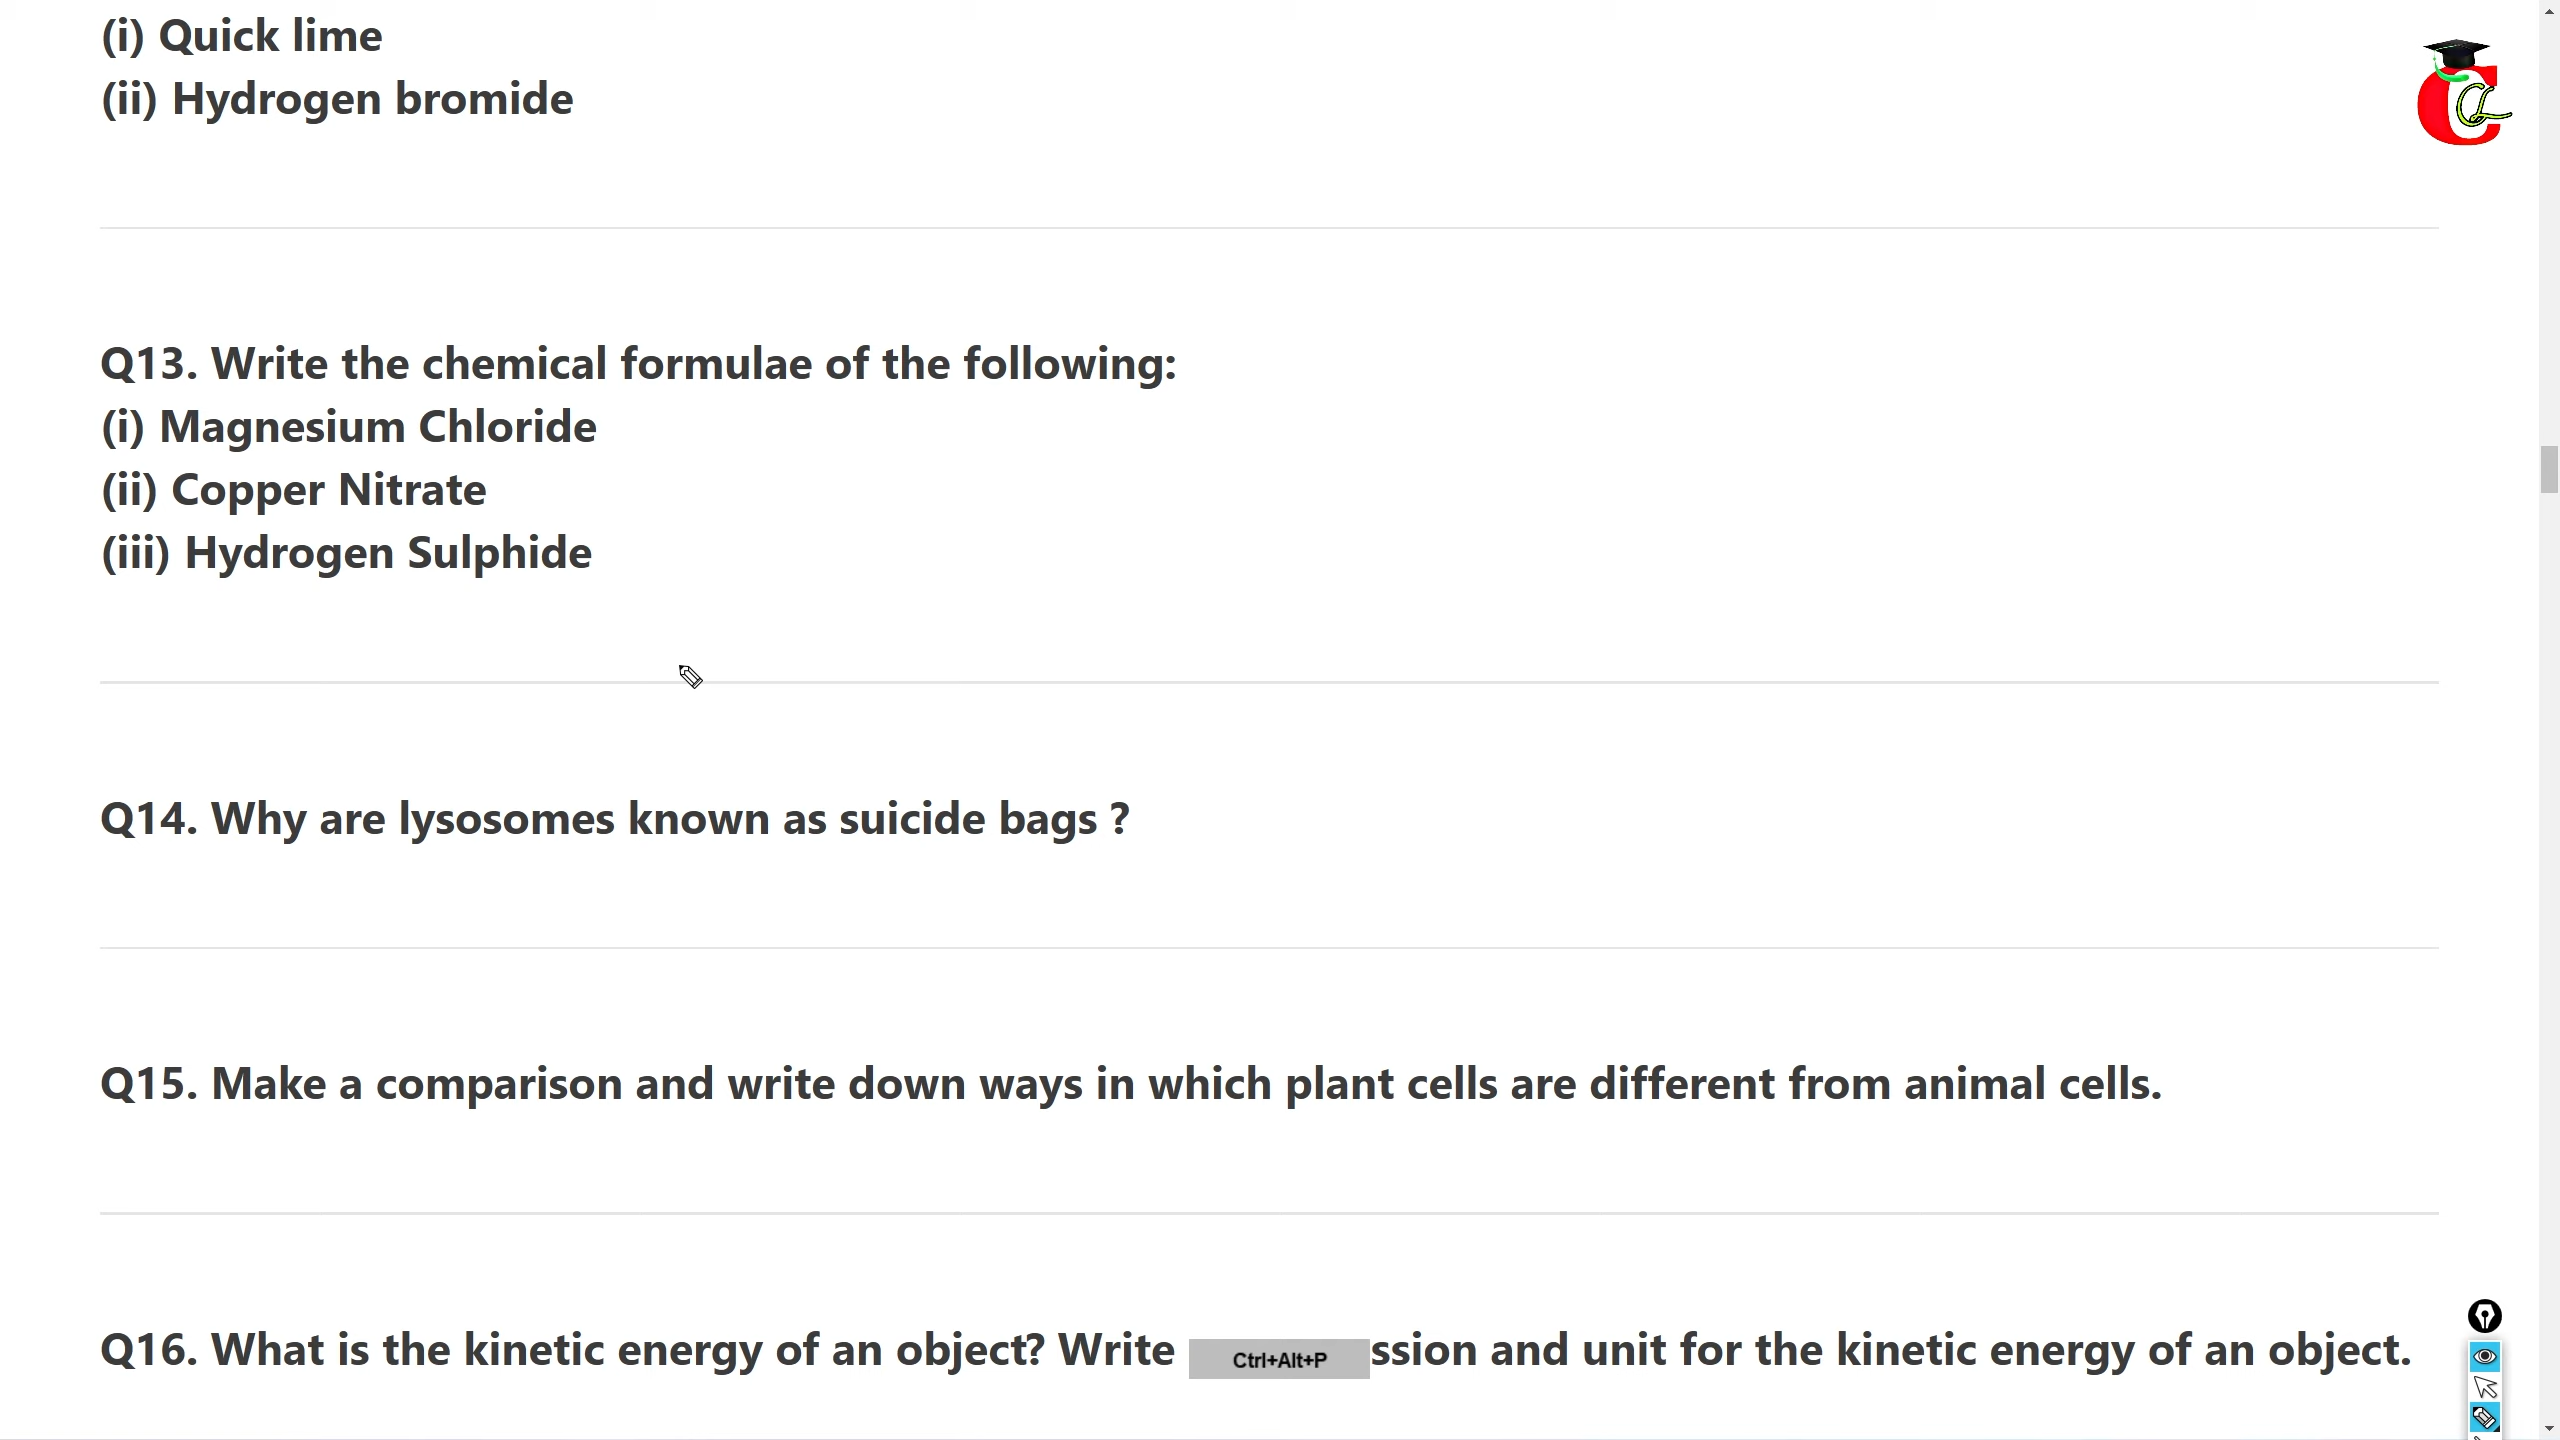 (i) Quick lime
(ii) Hydrogen bromide
Q13. Write the chemical formulae of the following:
(i) Magnesium Chloride
(ii) Copper Nitrate
(iii) Hydrogen Sulphide
Q14. Why are lysosomes known as suicide bags ?
Q15. Make a comparison and write down ways in which plant cells are different from animal cells.
Q16. What is the kinetic energy of an object? Write Ctrl+Alt+P ssion and unit for the kinetic energy of an object.